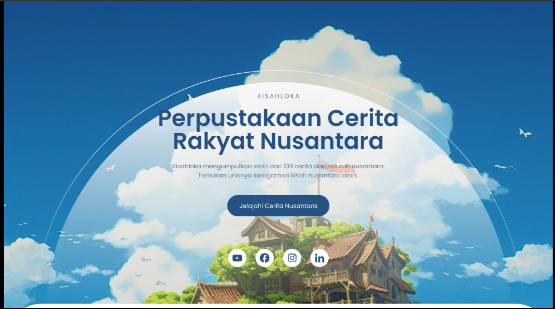 KISAHLOKA
Perpustakaan Cerita
Rakyat Nusantara
Kisahloka mengumpulkan lebih dari 100 cerita dari seluruh nusantara.
Temukan uniknya keragaman kisah nusantara disini.
Jelajahi Cerita Nusantara
in